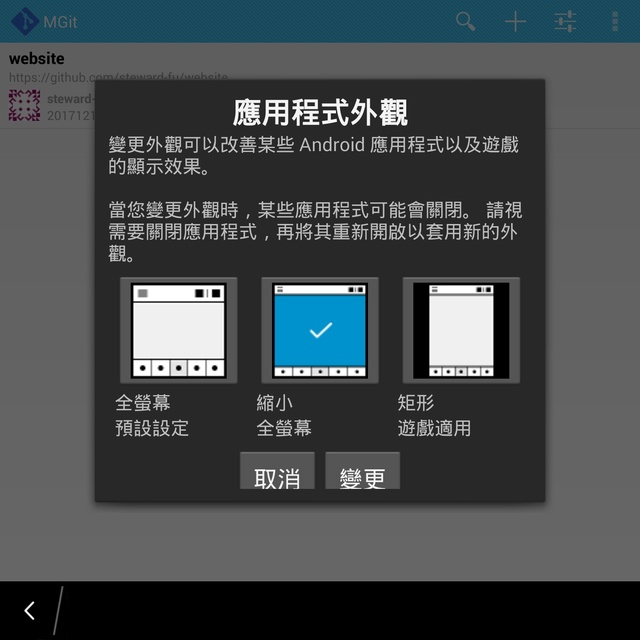 MGit
website
https://github.com/steward-fu/website
steward-
2017121
應用程式外觀
變更外觀可以改善某些 Android 應用程式以及遊戲
的顯示效果。
當您變更外觀時，某些應用程式可能會關閉。 請視
需要關閉應用程式，再將其重新開啟以套用新的外
觀。
全螢幕
預設設定
縮小
全螢幕
矩形
遊戲適用
取消
變更